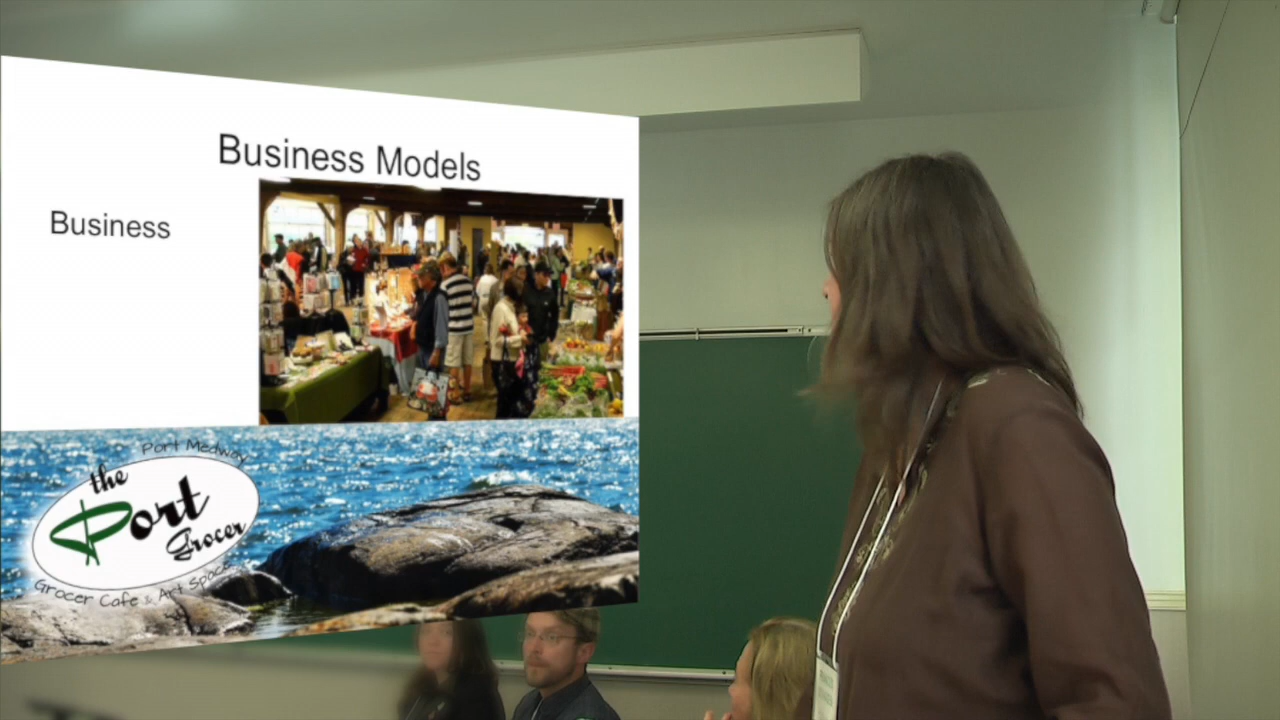 Business Models
Business
Port Medway
the
Port
Grocer
Grocer Cafe & Art Space